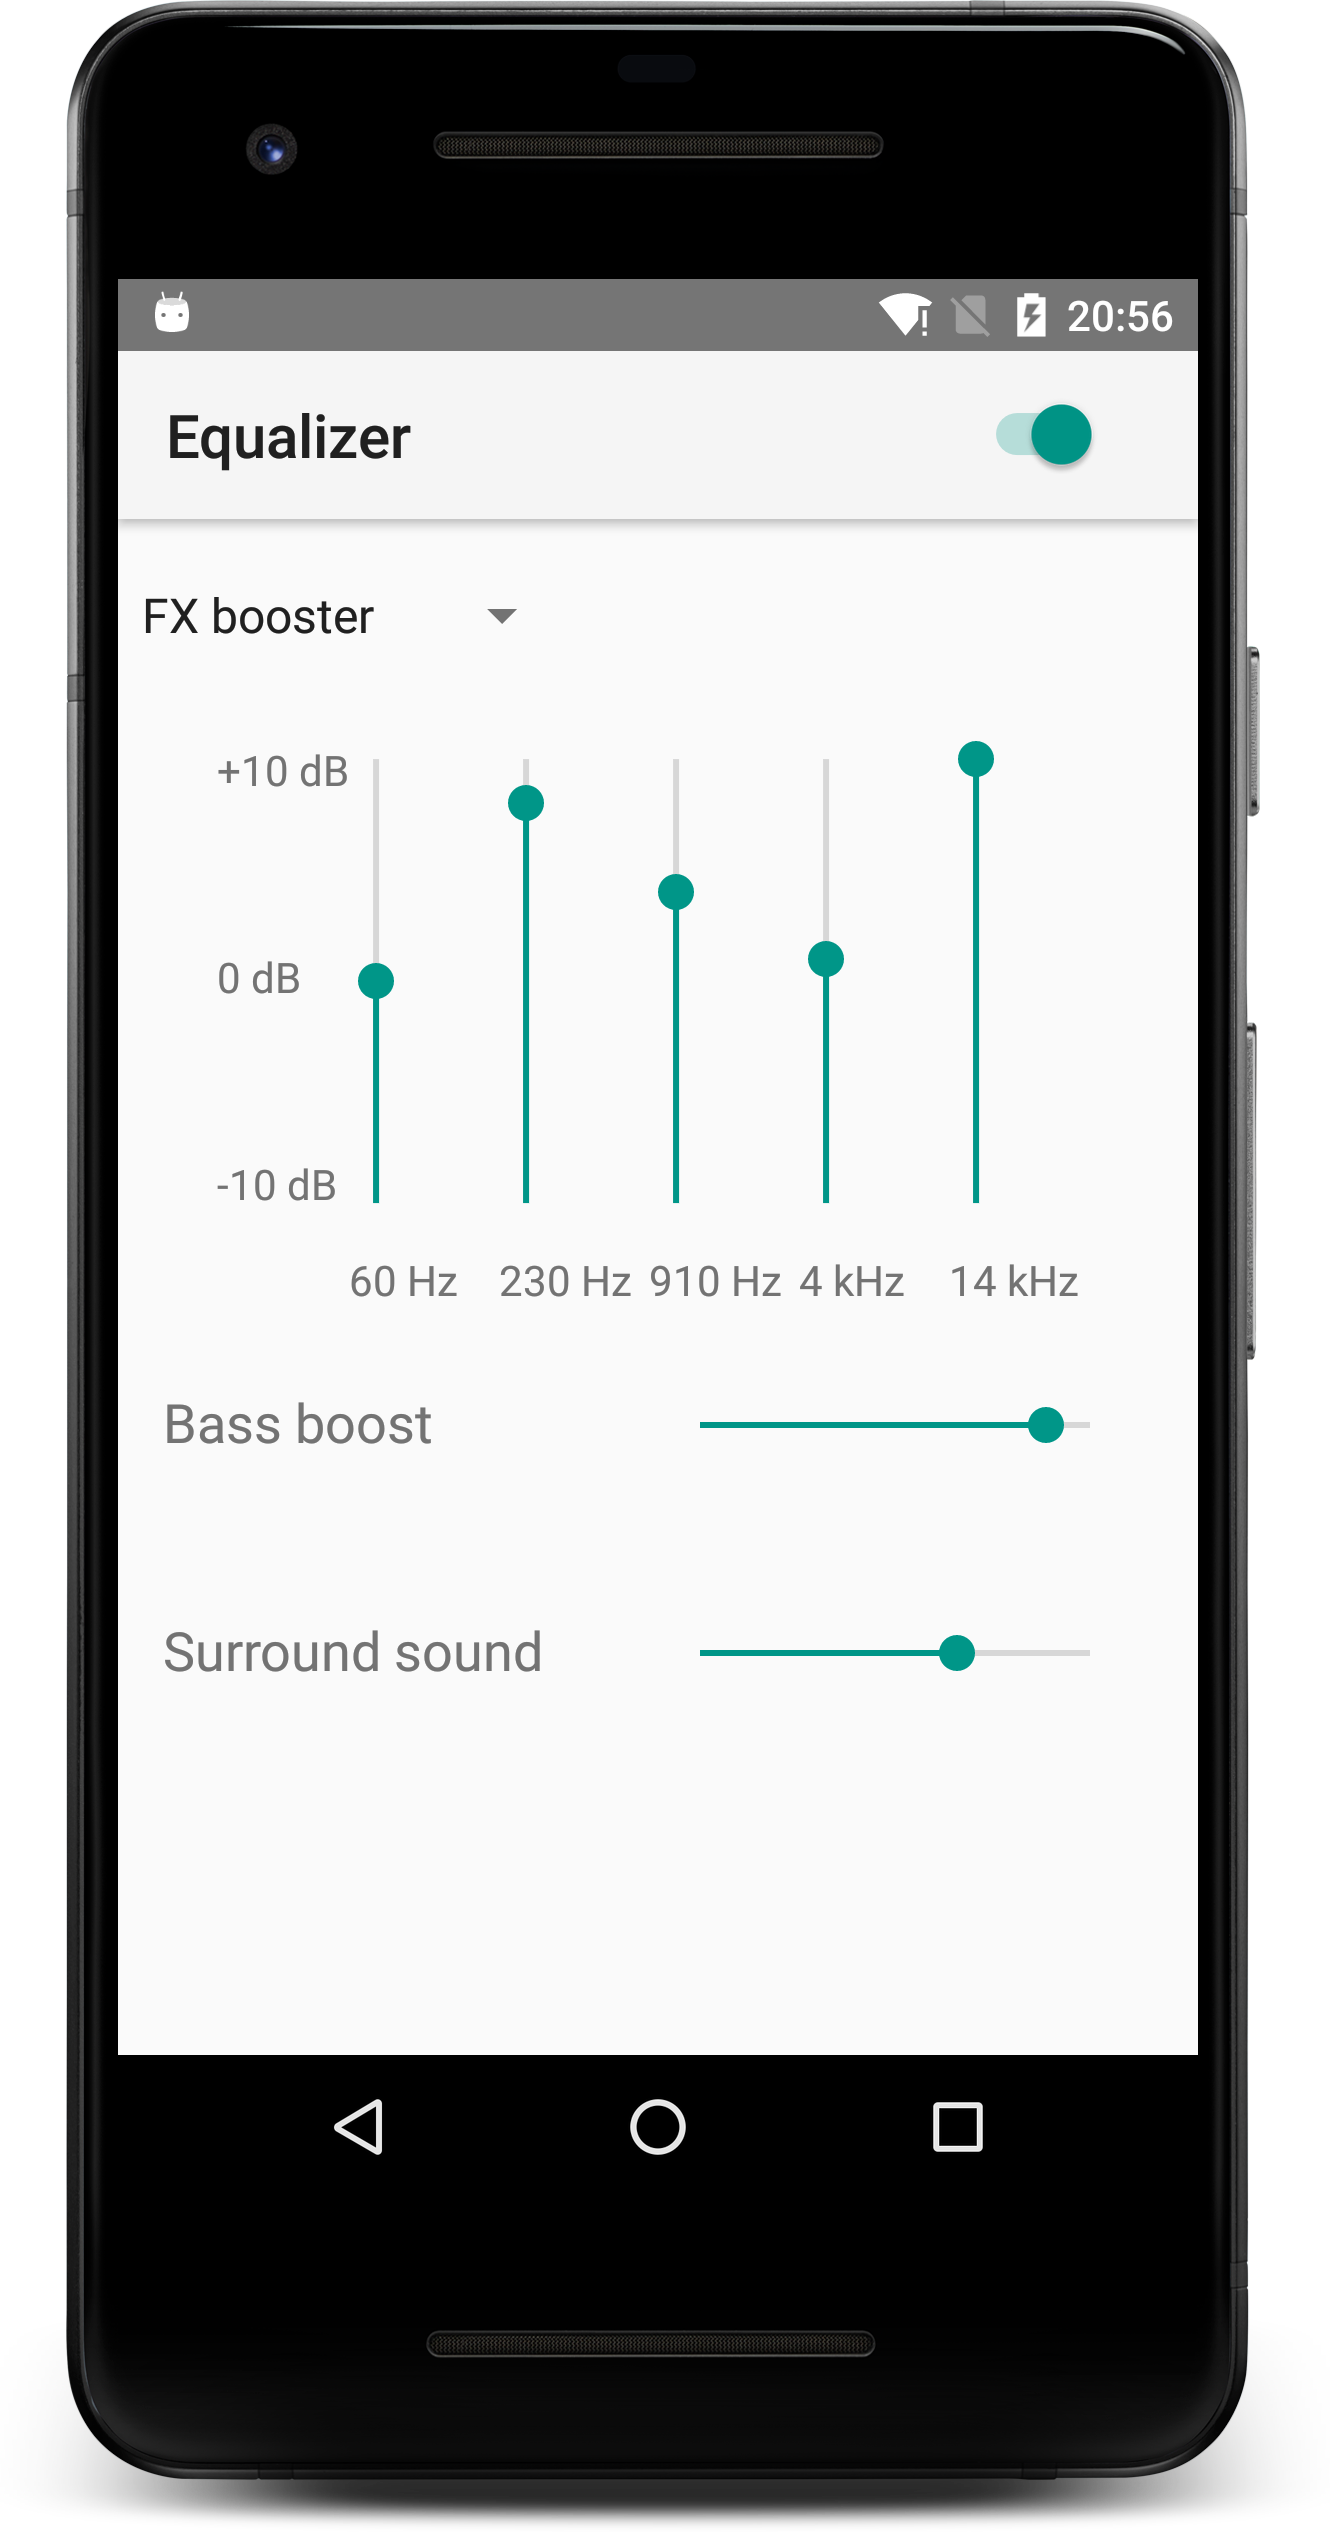 20:56
Equalizer
FX booster
+10 dB
0 dB
-10 dB
60 Hz 230 Hz 910 Hz 4 kHz 14 kHz
Bass boost
Surround sound